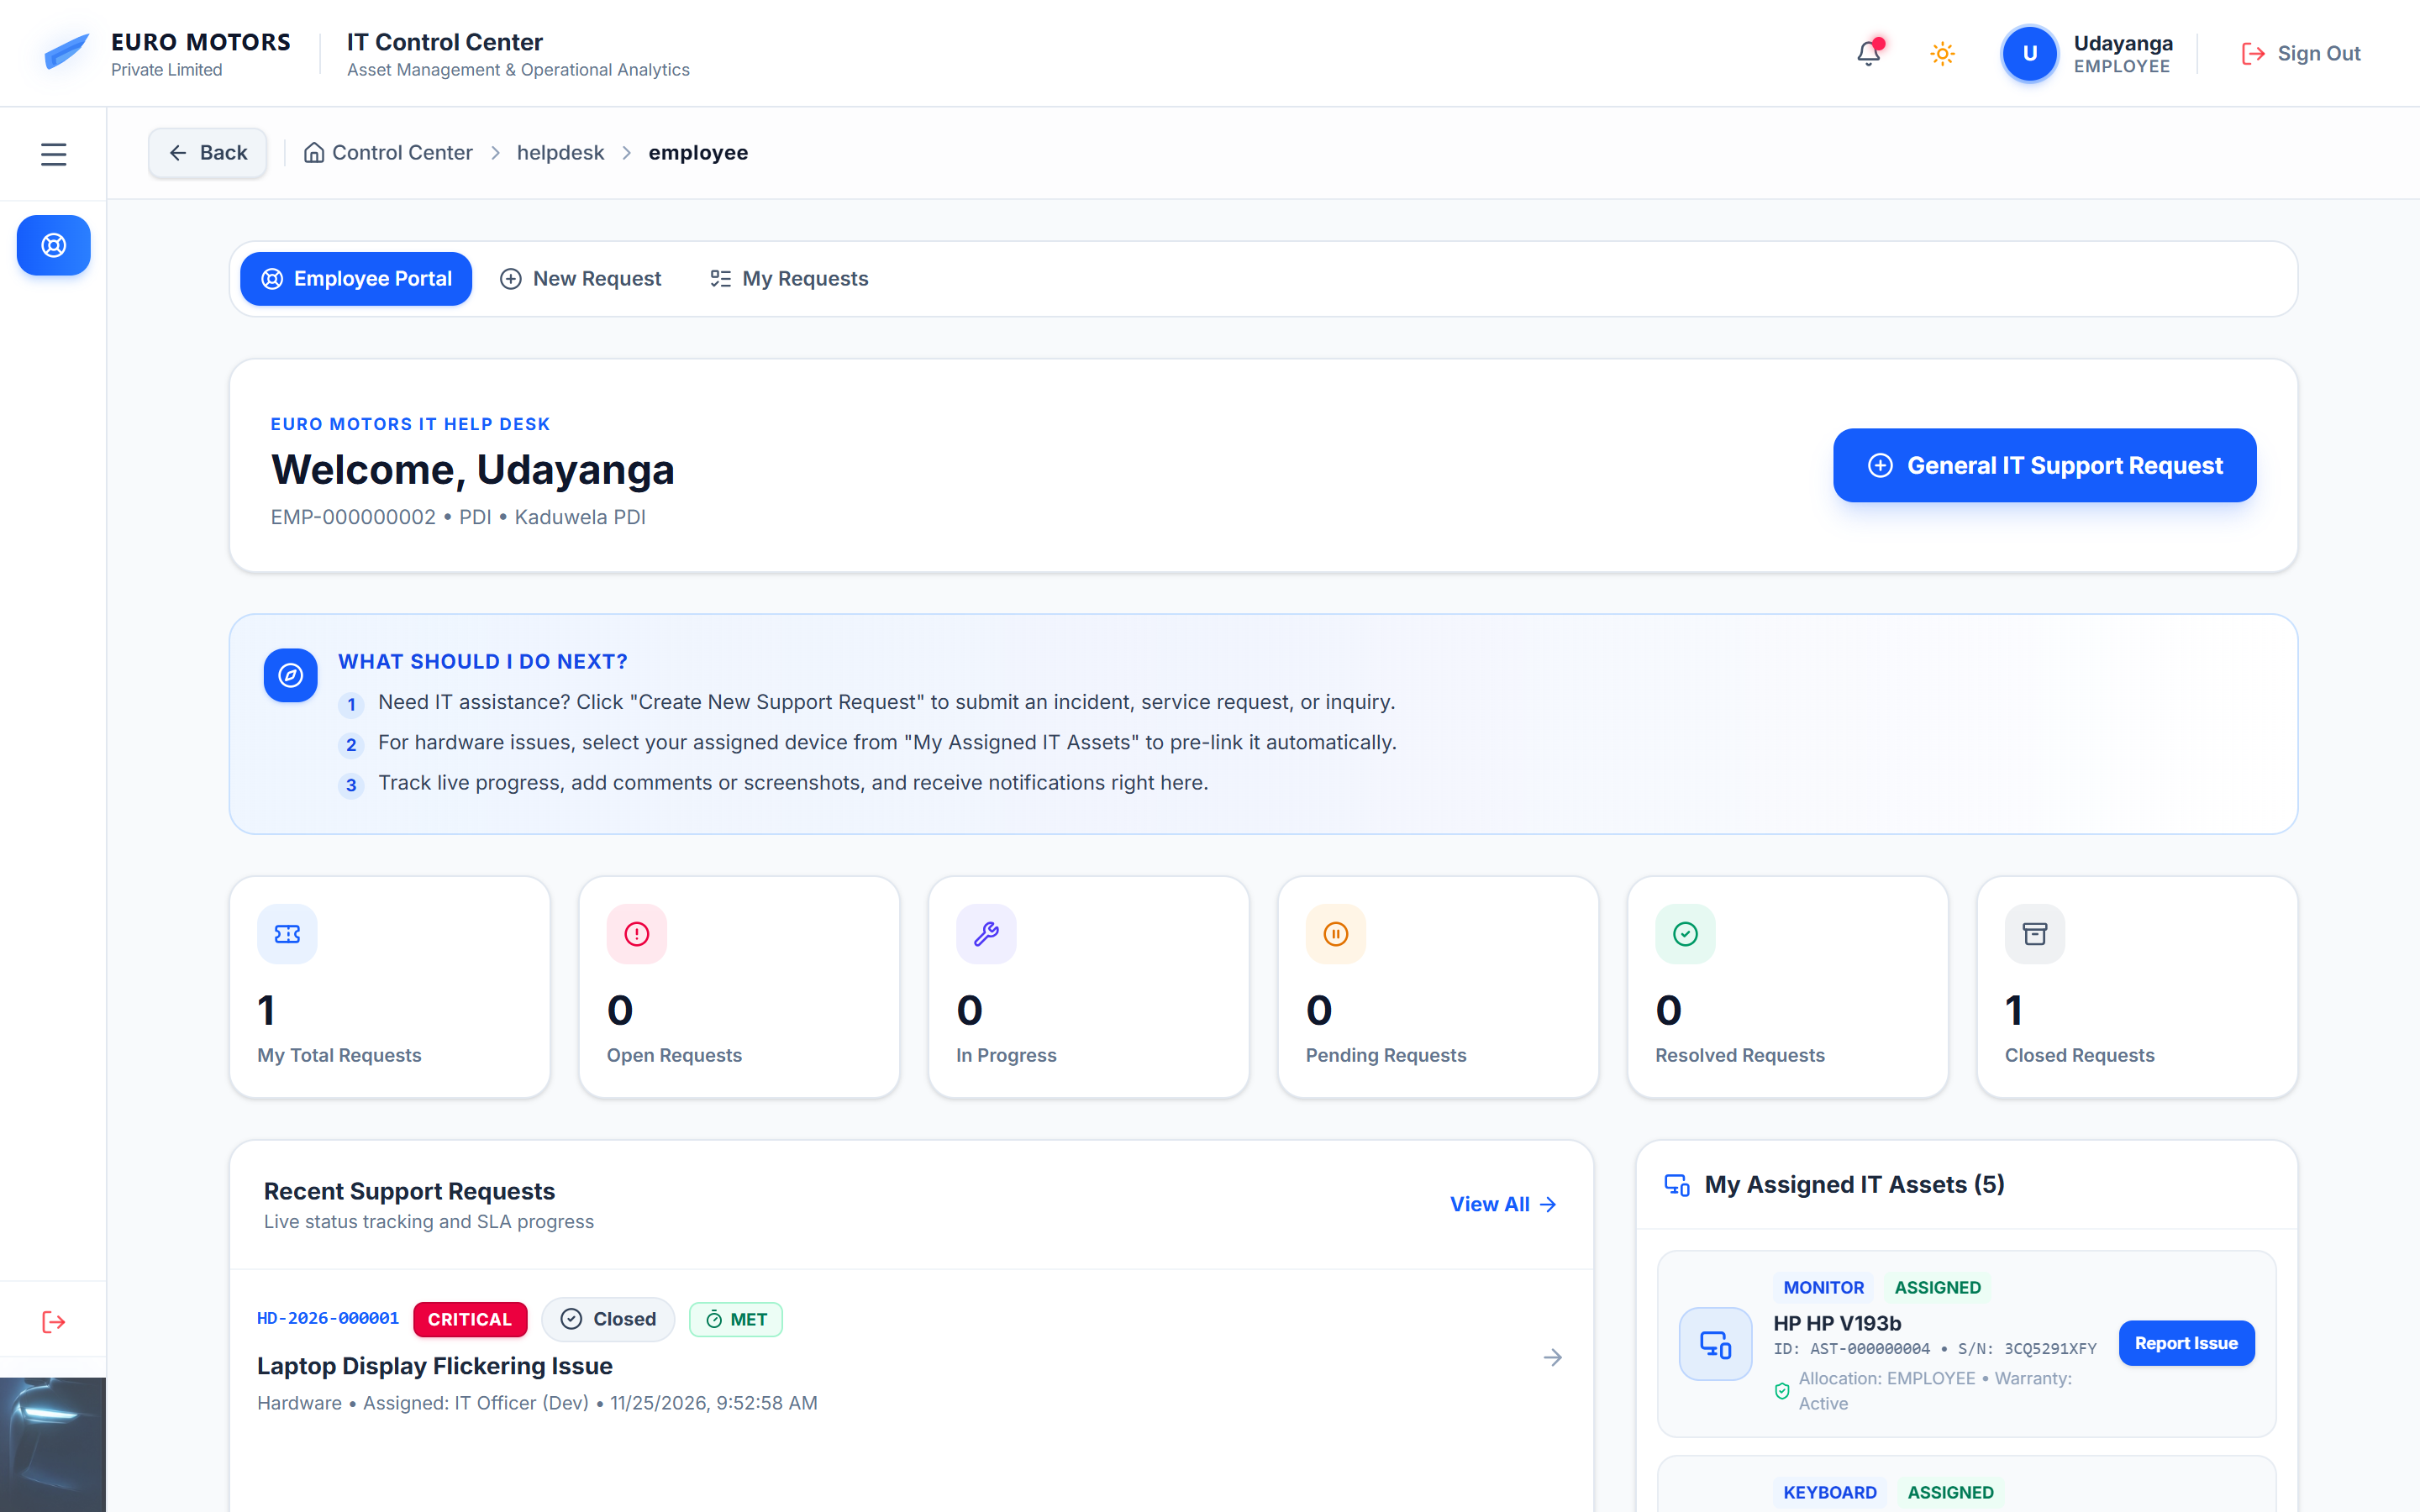 EURO MOTORS
Private Limited
IT Control Center
Asset Management & Operational Analytics
U
Udayanga
EMPLOYEE
Sign Out
Back
Control Center
helpdesk
employee
Employee Portal
New Request
My Requests
EURO MOTORS IT HELP DESK
Welcome, Udayanga
EMP-000000002 • PDI • Kaduwela PDI
General IT Support Request
WHAT SHOULD I DO NEXT?
1 Need IT assistance? Click "Create New Support Request" to submit an incident, service request, or inquiry.
2 For hardware issues, select your assigned device from "My Assigned IT Assets" to pre-link it automatically.
3 Track live progress, add comments or screenshots, and receive notifications right here.
1
My Total Requests
0
Open Requests
0
In Progress
0
Pending Requests
0
Resolved Requests
1
Closed Requests
Recent Support Requests
Live status tracking and SLA progress
View All
HD-2026-000001 CRITICAL Closed MET
Laptop Display Flickering Issue
Hardware • Assigned: IT Officer (Dev) • 11/25/2026, 9:52:58 AM
My Assigned IT Assets (5)
MONITOR ASSIGNED
HP HP V193b
ID: AST-000000004 • S/N: 3CQ5291XFY
Allocation: EMPLOYEE • Warranty:
Active
Report Issue
KEYBOARD ASSIGNED